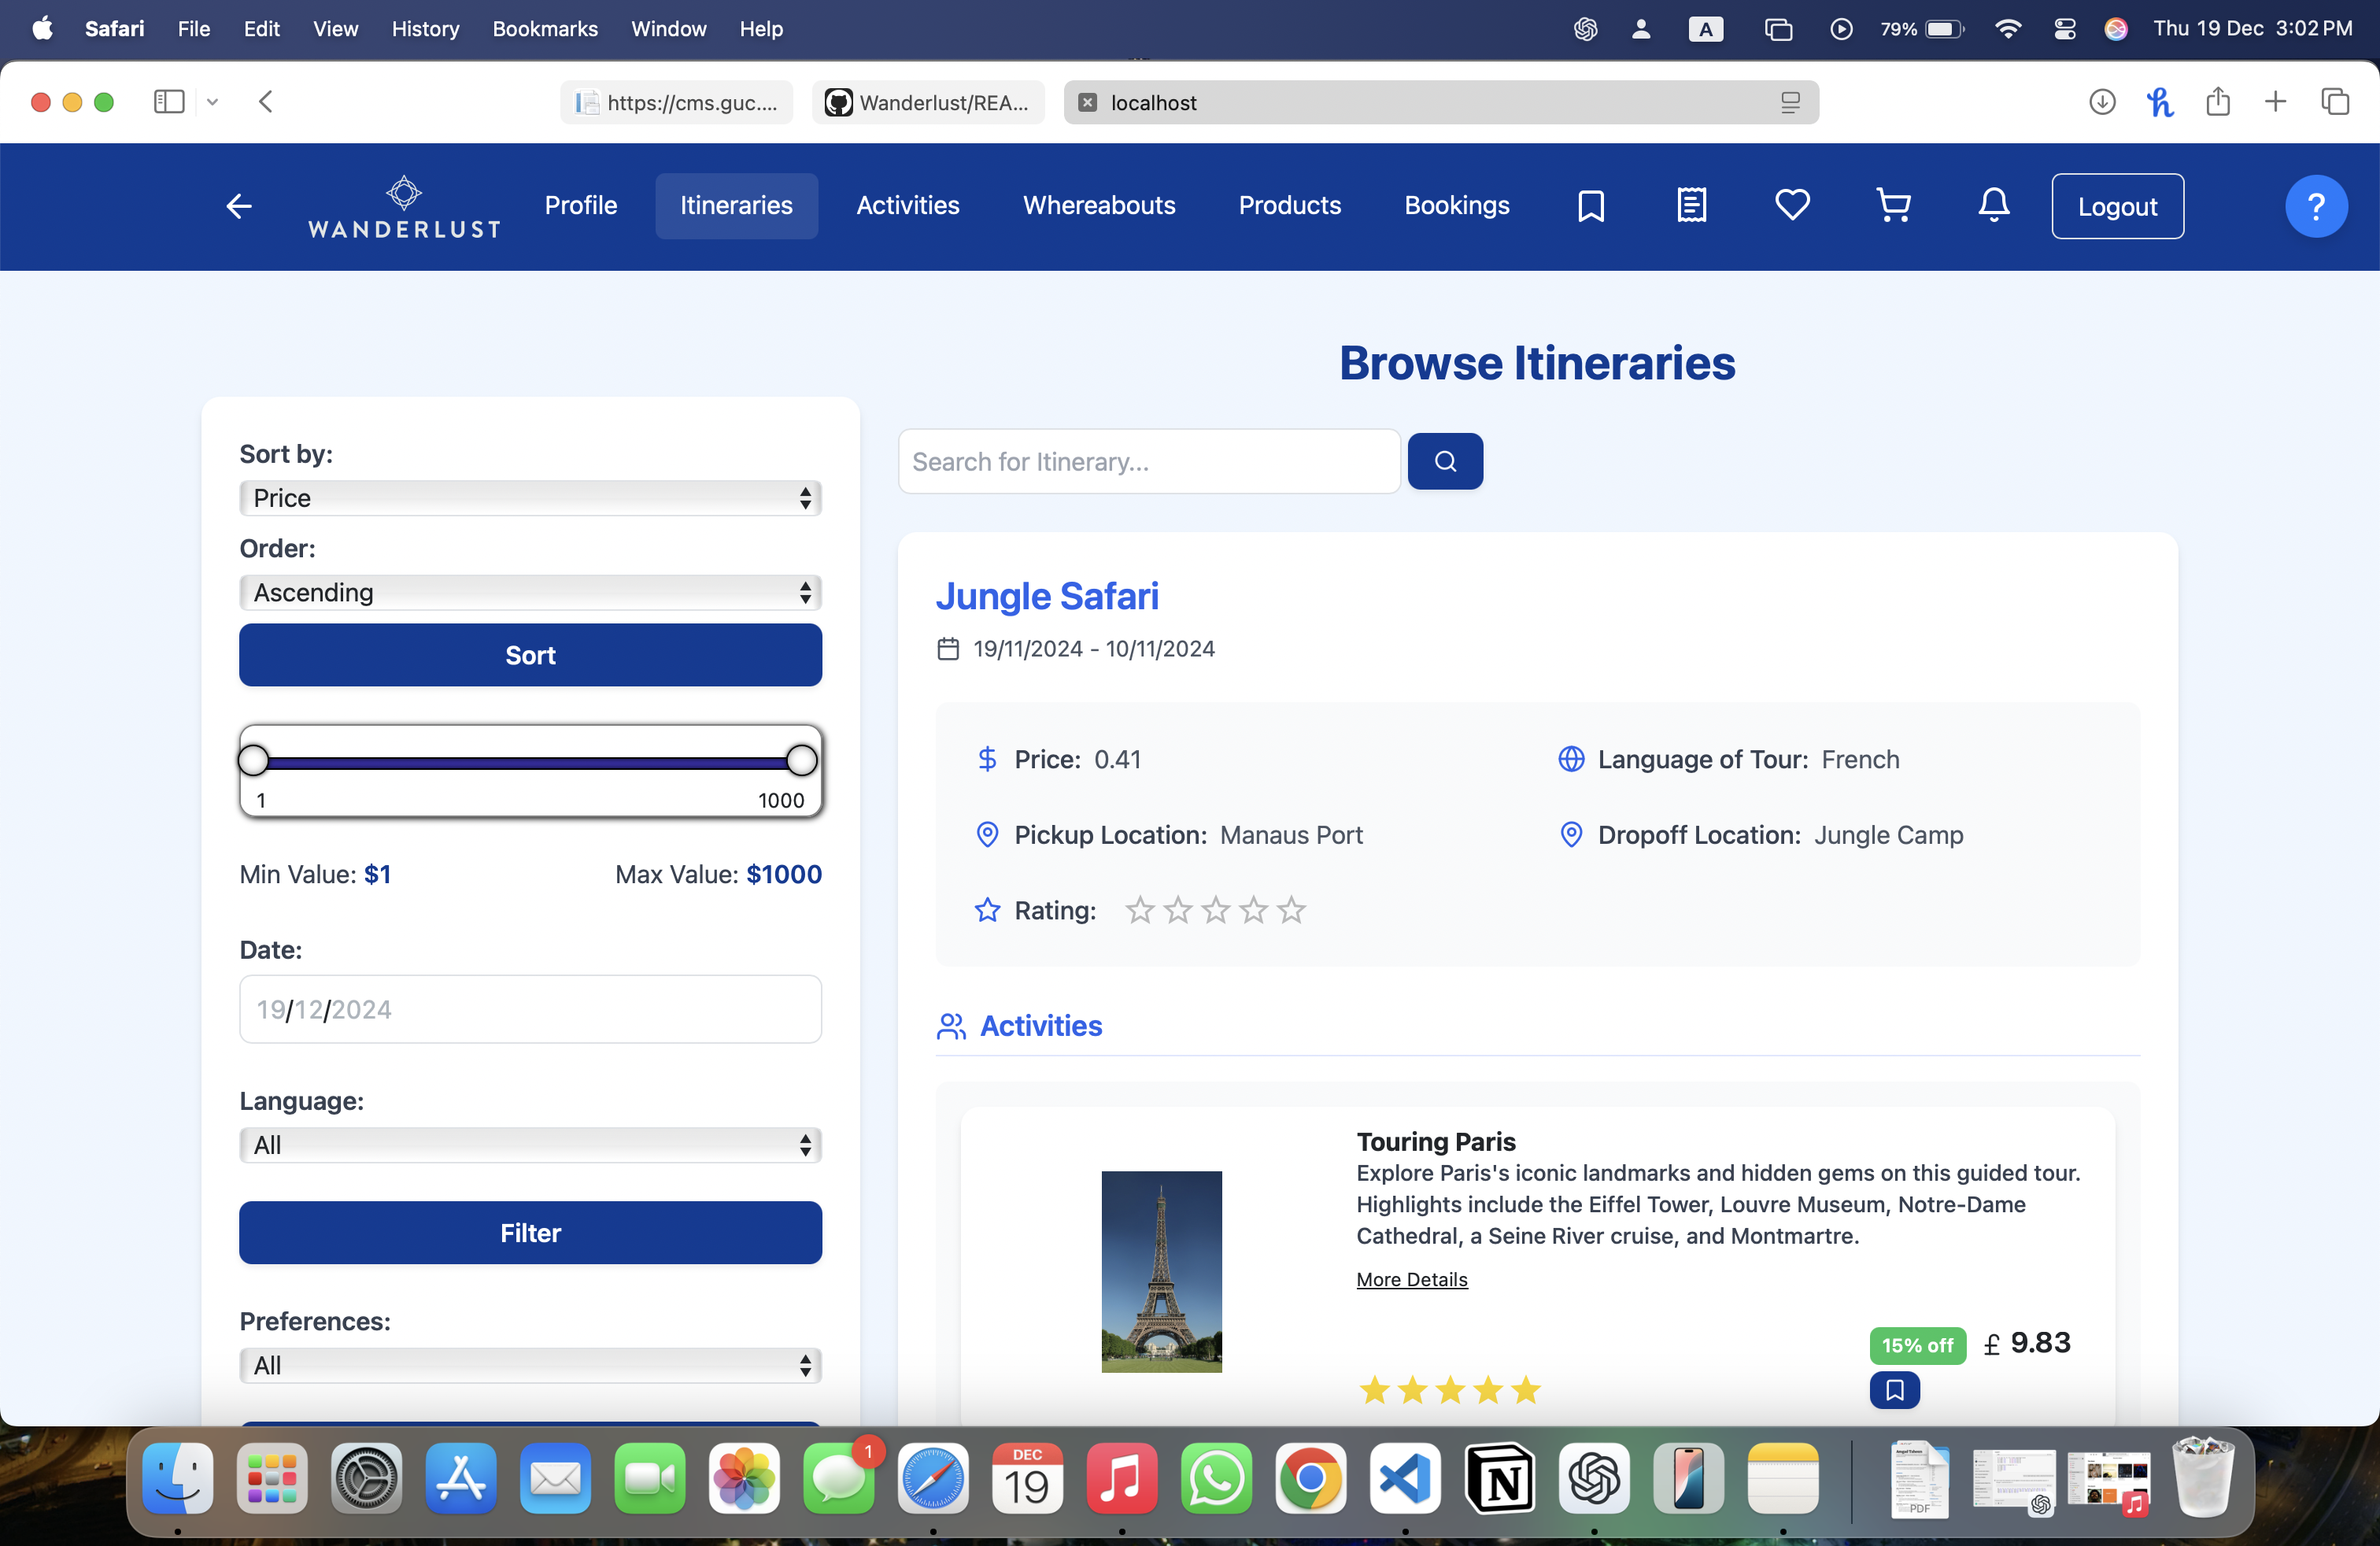 Safari File Edit View History Bookmarks Window Help A 79% Thu 19 Dec 3:02 PM
https://cms.guc.... Wanderlust/REA... localhost
WANDERLUST
Profile Itineraries Activities Whereabouts Products Bookings Logout ?
Browse Itineraries
Sort by:
Price
Order:
Ascending
Sort
1 1000
Min Value: $1 Max Value: $1000
Date:
19/12/2024
Language:
All
Filter
Preferences:
All
Search for Itinerary...
Jungle Safari
19/11/2024 - 10/11/2024
Price: 0.41 Language of Tour: French
Pickup Location: Manaus Port Dropoff Location: Jungle Camp
Rating:
Activities
Touring Paris
Explore Paris's iconic landmarks and hidden gems on this guided tour.
Highlights include the Eiffel Tower, Louvre Museum, Notre-Dame
Cathedral, a Seine River cruise, and Montmartre.
More Details
15% off £ 9.83
1
DEC
19
PDF